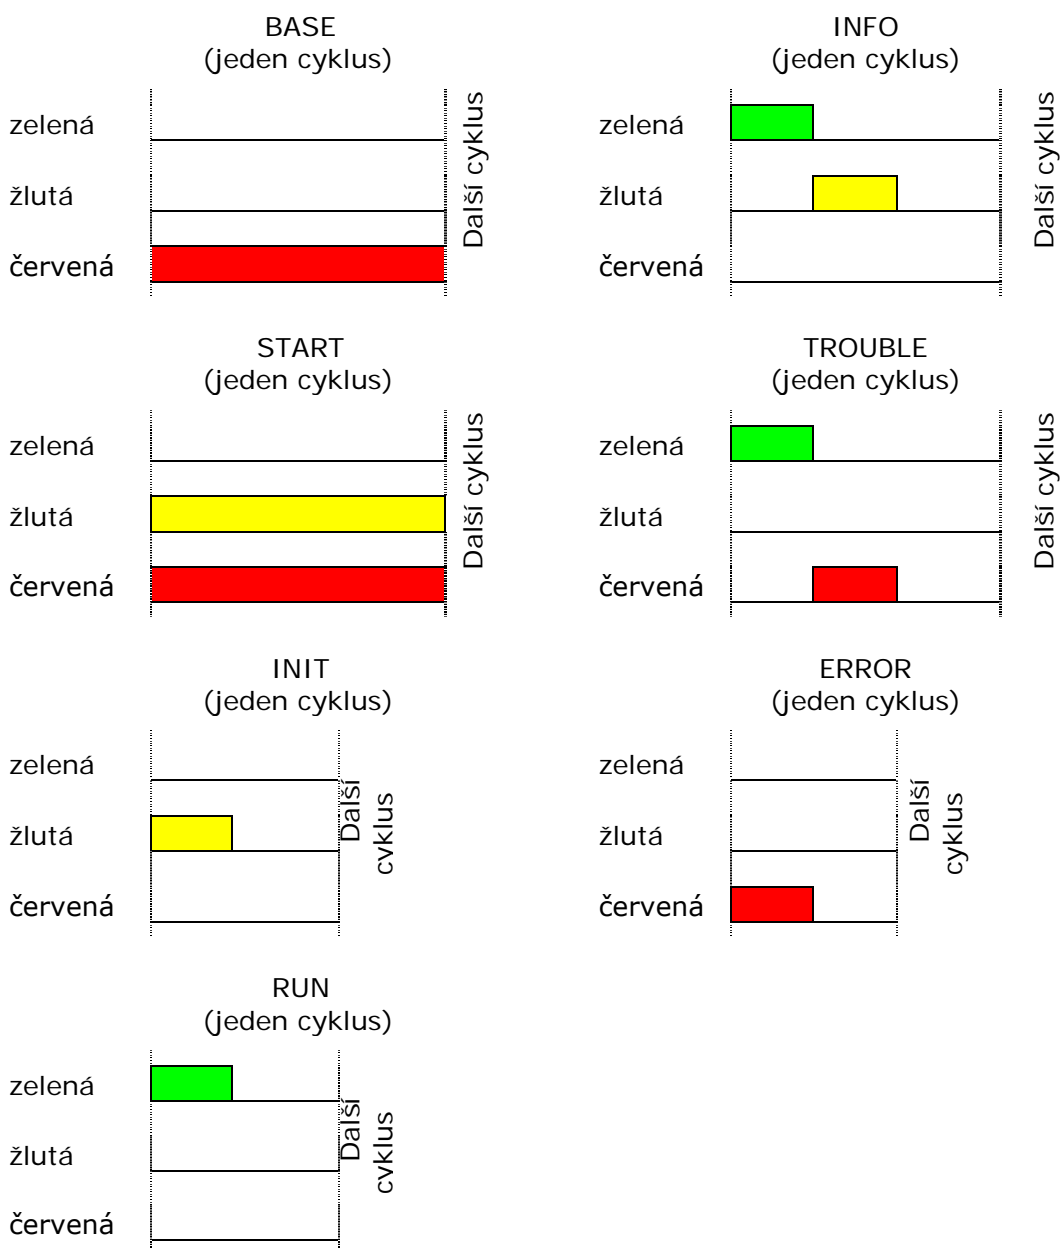 BASE
(jeden cyklus)
zelená
žlutá
červená
Další cyklus
INFO
(jeden cyklus)
zelená
žlutá
červená
Další cyklus
START
(jeden cyklus)
zelená
žlutá
červená
Další cyklus
TROUBLE
(jeden cyklus)
zelená
žlutá
červená
Další cyklus
INIT
(jeden cyklus)
zelená
žlutá
červená
Další
cyklus
ERROR
(jeden cyklus)
zelená
žlutá
červená
Další
cyklus
RUN
(jeden cyklus)
zelená
žlutá
červená
Další
cyklus